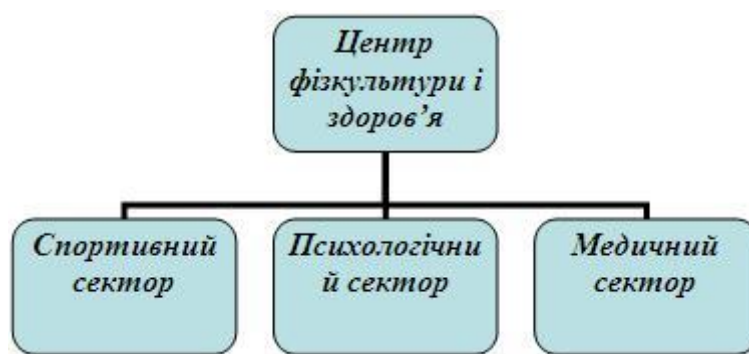 Центр
фізкультури і
здоров’я
Спортивний
сектор
Психологічни
й сектор
Медичний
сектор